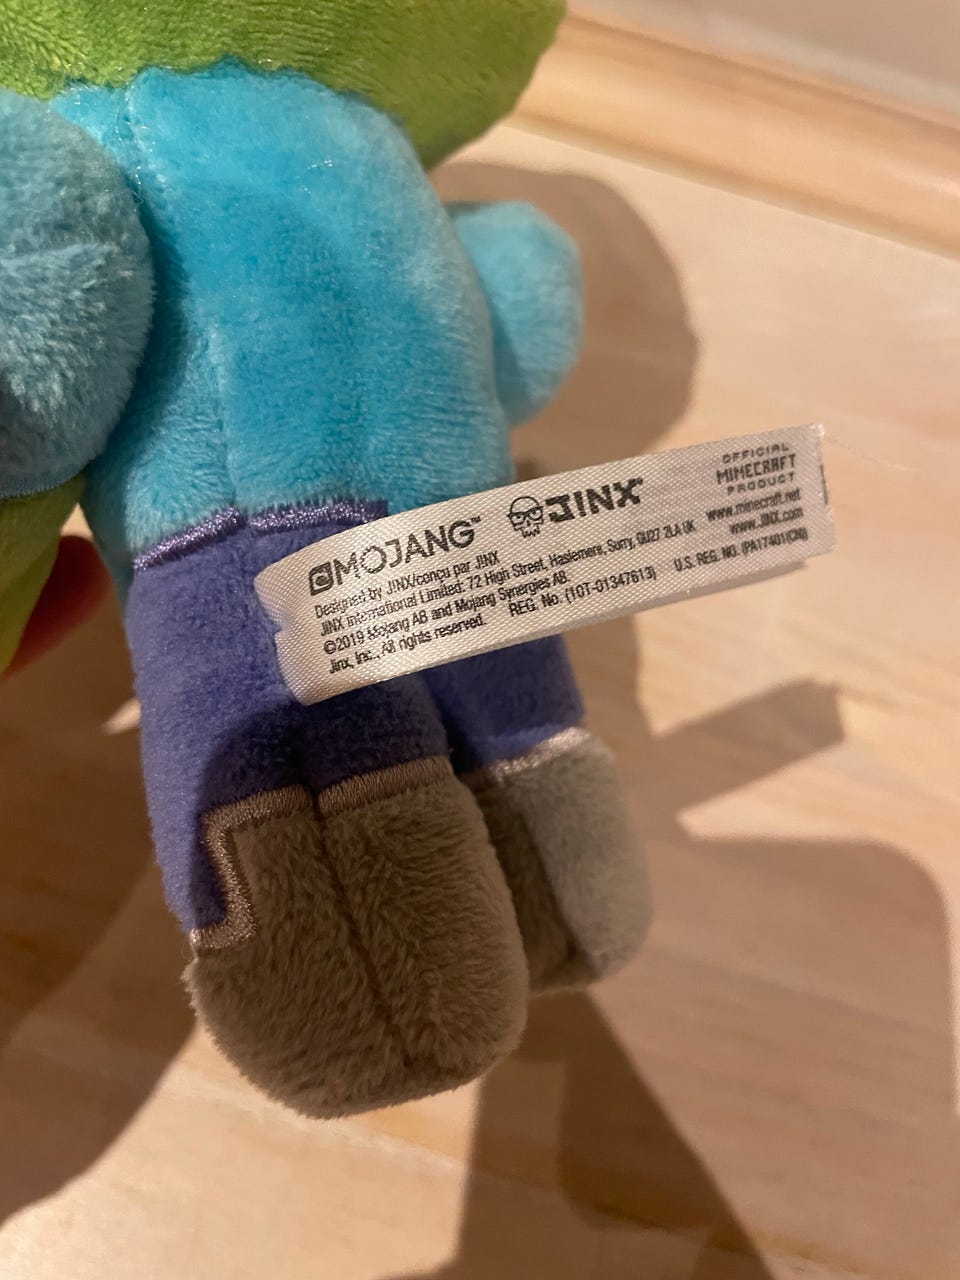 MOJANG™ JINX™
OFFICIAL
MINECRAFT
PRODUCT
Designed by JINX/conçu par JINX
www.minecraft.net
JINX International Limited: 72 High Street, Haslemere, Surry, GU27 2LA UK
www.JINX.com
©2019 Mojang AB and Mojang Synergies AB.
Jinx, Inc., All rights reserved.
REG. No. (10T-01347613)
U.S. REG. NO. (PA17401(CN))